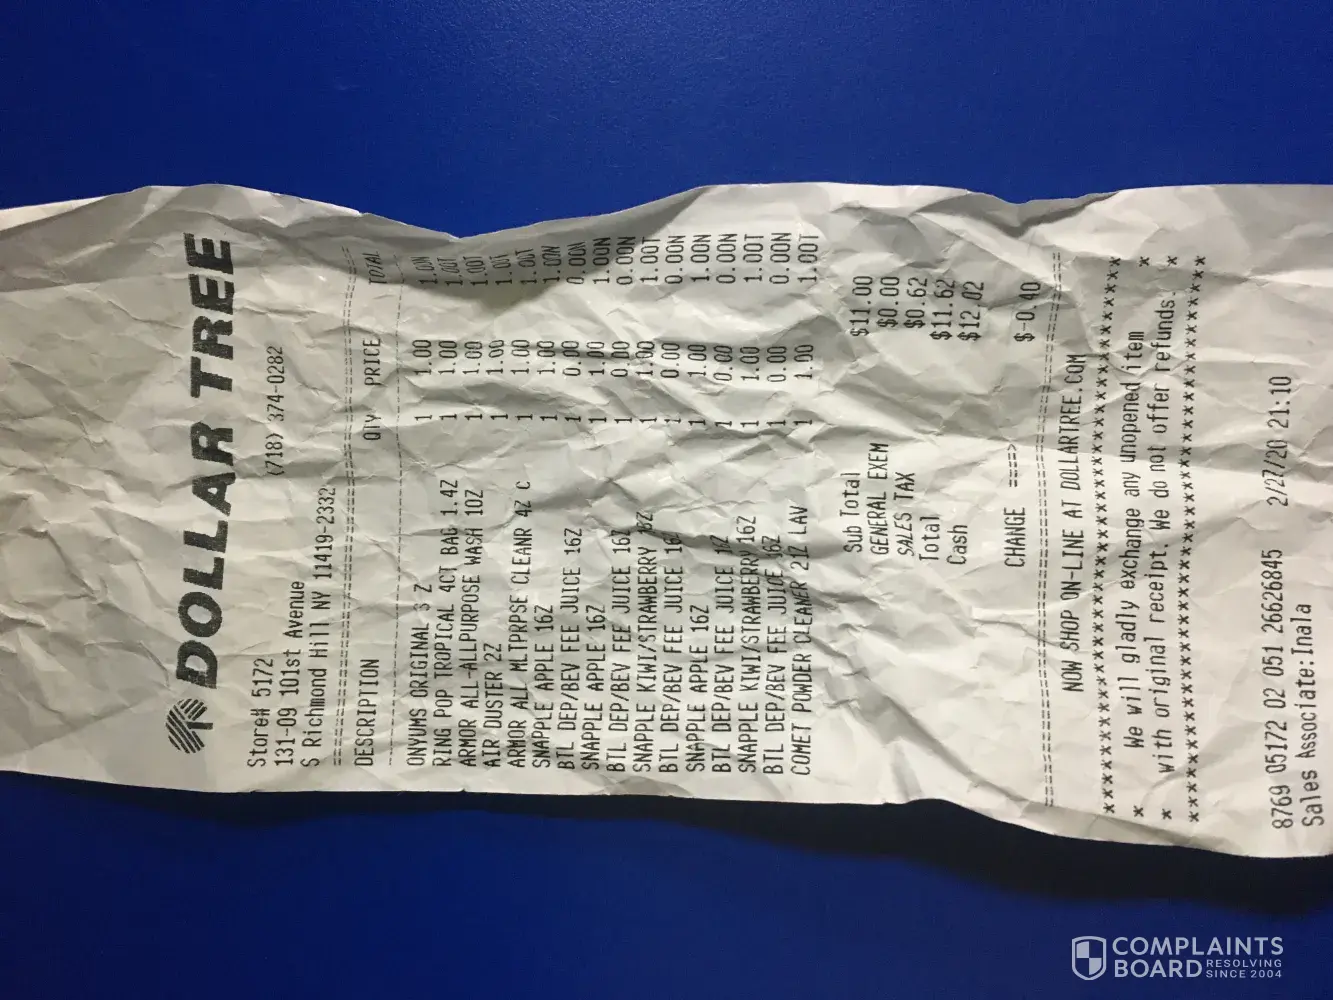 DOLLAR TREE
Store# 5172 (718) 374-0282
131-09 101st Avenue
S Richmond Hill NY 11419-2332
DESCRIPTION QTY PRICE TOTAL
ONYUMS ORIGINAL 3 Z 1 1.00 1.00N
RING POP TROPICAL 4CT BAG 1.4Z 1 1.00 1.00T
ARMOR ALL-ALLPURPOSE WASH 10Z 1 1.00 1.00T
AIR DUSTER 2Z 1 1.00 1.00T
ARMOR ALL MLTPRPSE CLEANR 4Z C 1 1.00 1.00T
SNAPPLE APPLE 16Z 1 1.00 1.00N
BTL DEP/BEV FEE JUICE 16Z 1 0.00 0.00N
SNAPPLE APPLE 16Z 1 1.00 1.00N
BTL DEP/BEV FEE JUICE 16Z 1 0.00 0.00N
SNAPPLE KIWI/STRAWBERRY 16Z 1 1.00 1.00T
BTL DEP/BEV FEE JUICE 16Z 1 0.00 0.00N
SNAPPLE APPLE 16Z 1 1.00 1.00N
BTL DEP/BEV FEE JUICE 16Z 1 0.00 0.00N
SNAPPLE KIWI/STRAWBERRY 16Z 1 1.00 1.00T
BTL DEP/BEV FEE JUICE 16Z 1 0.00 0.00N
COMET POWDER CLEANER 21Z LAV 1 1.00 1.00T
Sub Total $11.00
GENERAL EXEM $0.00
SALES TAX $0.62
Total $11.62
Cash $12.02
CHANGE ====> $-0.40
NOW SHOP ON-LINE AT DOLLARTREE.COM
* We will gladly exchange any unopened item *
* with original receipt. We do not offer refunds. *
8769 05172 02 051 26626845 2/27/20 21:10
Sales Associate:Inala
COMPLAINTS
BOARD RESOLVING
SINCE 2004